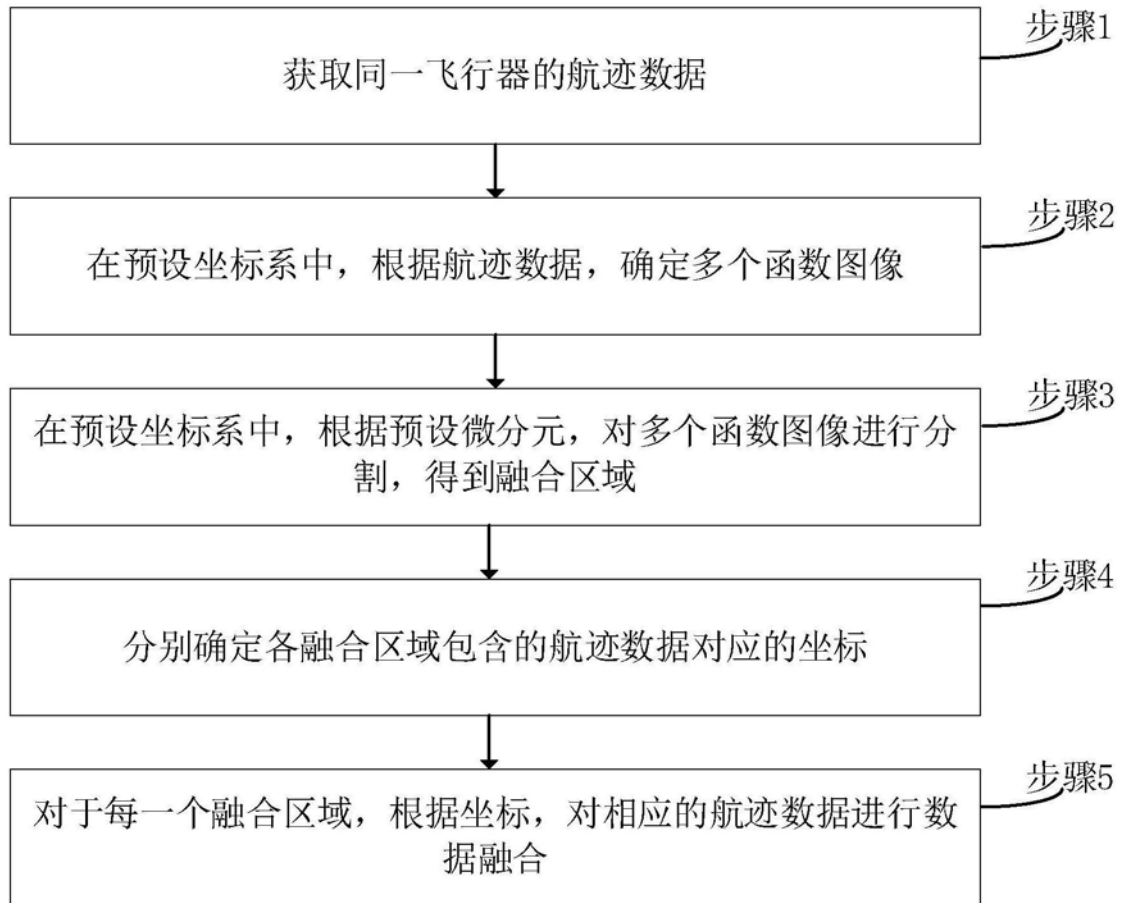 步骤1
获取同一飞行器的航迹数据
步骤2
在预设坐标系中，根据航迹数据，确定多个函数图像
步骤3
在预设坐标系中，根据预设微分元，对多个函数图像进行分
割，得到融合区域
步骤4
分别确定各融合区域包含的航迹数据对应的坐标
步骤5
对于每一个融合区域，根据坐标，对相应的航迹数据进行数
据融合